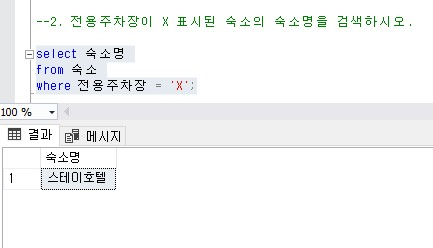 --2. 전용주차장이 X 표시된 숙소의 숙소명을 검색하시오.
select 숙소명
from 숙소
where 전용주차장 = 'X';
100 %
결과 메시지
숙소명
1 스테이호텔